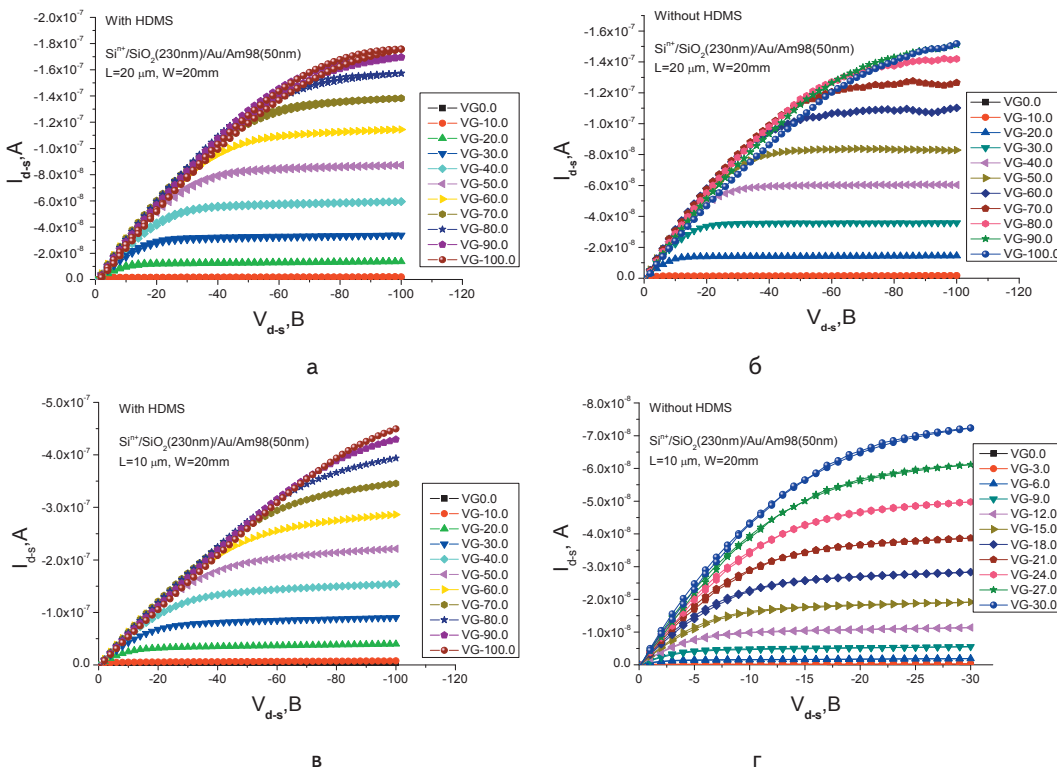 With HDMS
Siⁿ⁺/SiO₂(230nm)/Au/Am98(50nm)
L=20 μm, W=20mm
-2.0x10⁻⁷
-1.8x10⁻⁷
-1.6x10⁻⁷
-1.4x10⁻⁷
-1.2x10⁻⁷
-1.0x10⁻⁷
-8.0x10⁻⁸
-6.0x10⁻⁸
-4.0x10⁻⁸
-2.0x10⁻⁸
0.0
I d-s, A
0 -20 -40 -60 -80 -100 -120
V d-s, B
VG0.0
VG-10.0
VG-20.0
VG-30.0
VG-40.0
VG-50.0
VG-60.0
VG-70.0
VG-80.0
VG-90.0
VG-100.0
а
Without HDMS
Siⁿ⁺/SiO₂(230nm)/Au/Am98(50nm)
L=20 μm, W=20mm
-1.6x10⁻⁷
-1.4x10⁻⁷
-1.2x10⁻⁷
-1.0x10⁻⁷
-8.0x10⁻⁸
-6.0x10⁻⁸
-4.0x10⁻⁸
-2.0x10⁻⁸
0.0
I d-s, A
0 -20 -40 -60 -80 -100 -120
V d-s, B
VG0.0
VG-10.0
VG-20.0
VG-30.0
VG-40.0
VG-50.0
VG-60.0
VG-70.0
VG-80.0
VG-90.0
VG-100.0
б
With HDMS
Siⁿ⁺/SiO₂(230nm)/Au/Am98(50nm)
L=10 μm, W=20mm
-5.0x10⁻⁷
-4.0x10⁻⁷
-3.0x10⁻⁷
-2.0x10⁻⁷
-1.0x10⁻⁷
0.0
I d-s, A
0 -20 -40 -60 -80 -100 -120
V d-s, B
VG0.0
VG-10.0
VG-20.0
VG-30.0
VG-40.0
VG-50.0
VG-60.0
VG-70.0
VG-80.0
VG-90.0
VG-100.0
в
Without HDMS
Siⁿ⁺/SiO₂(230nm)/Au/Am98(50nm)
L=10 μm, W=20mm
-8.0x10⁻⁸
-7.0x10⁻⁸
-6.0x10⁻⁸
-5.0x10⁻⁸
-4.0x10⁻⁸
-3.0x10⁻⁸
-2.0x10⁻⁸
-1.0x10⁻⁸
0.0
I d-s, A
0 -5 -10 -15 -20 -25 -30
V d-s, B
VG0.0
VG-3.0
VG-6.0
VG-9.0
VG-12.0
VG-15.0
VG-18.0
VG-21.0
VG-24.0
VG-27.0
VG-30.0
г